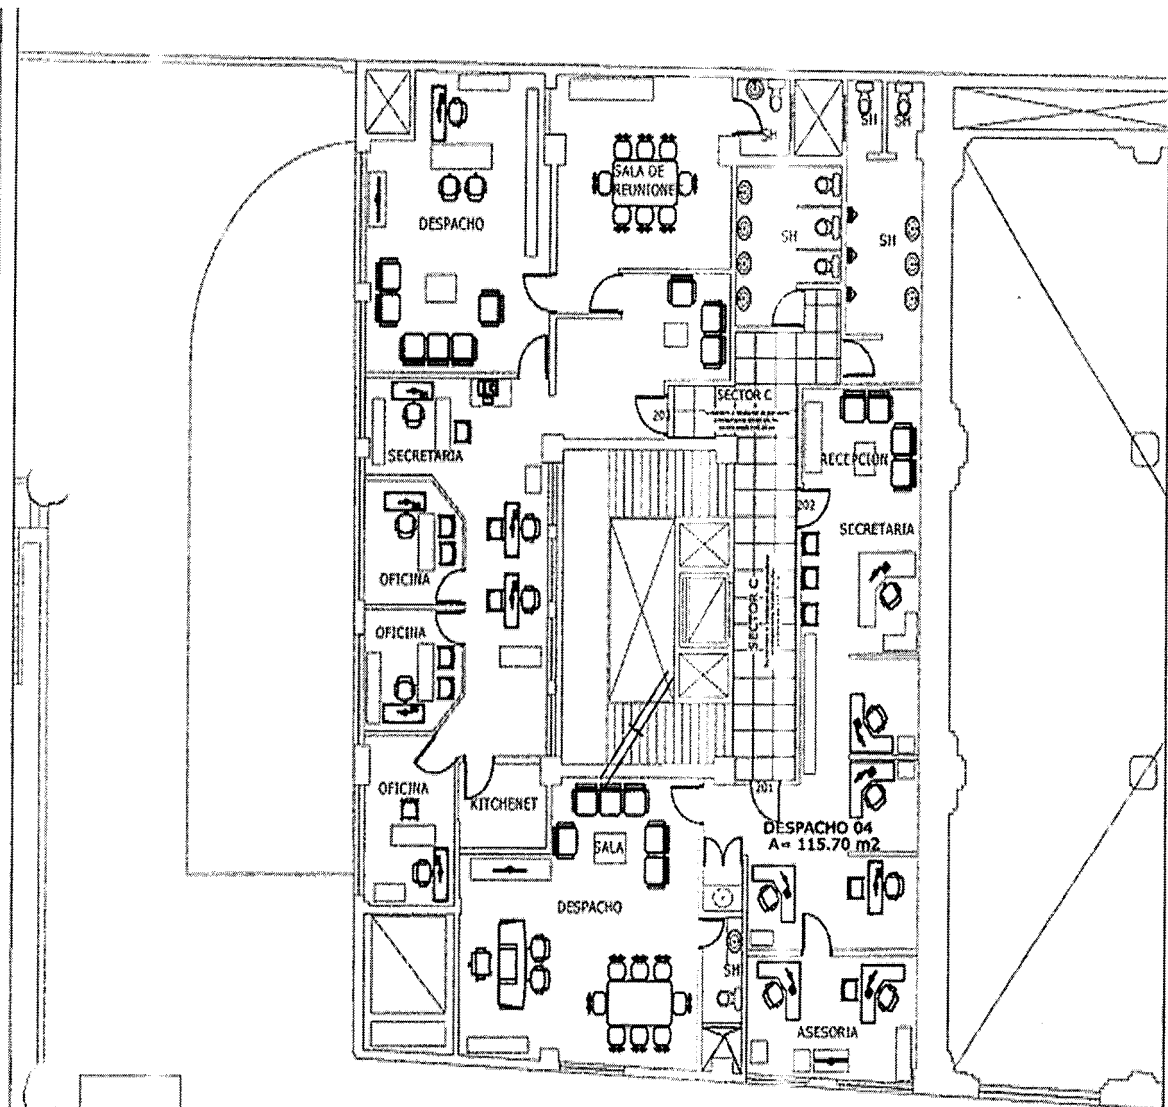 SH
SH
SH
SALA DE
REUNIONE
DESPACHO
SH
SH
SECTOR C
202
SECRETARIA
RECEPCION
202
SECRETARIA
OFICINA
SECTOR C
OFICINA
OFICINA
KITCHENET
201
DESPACHO 04
A= 115.70 m2
SALA
DESPACHO
SH
ASESORIA